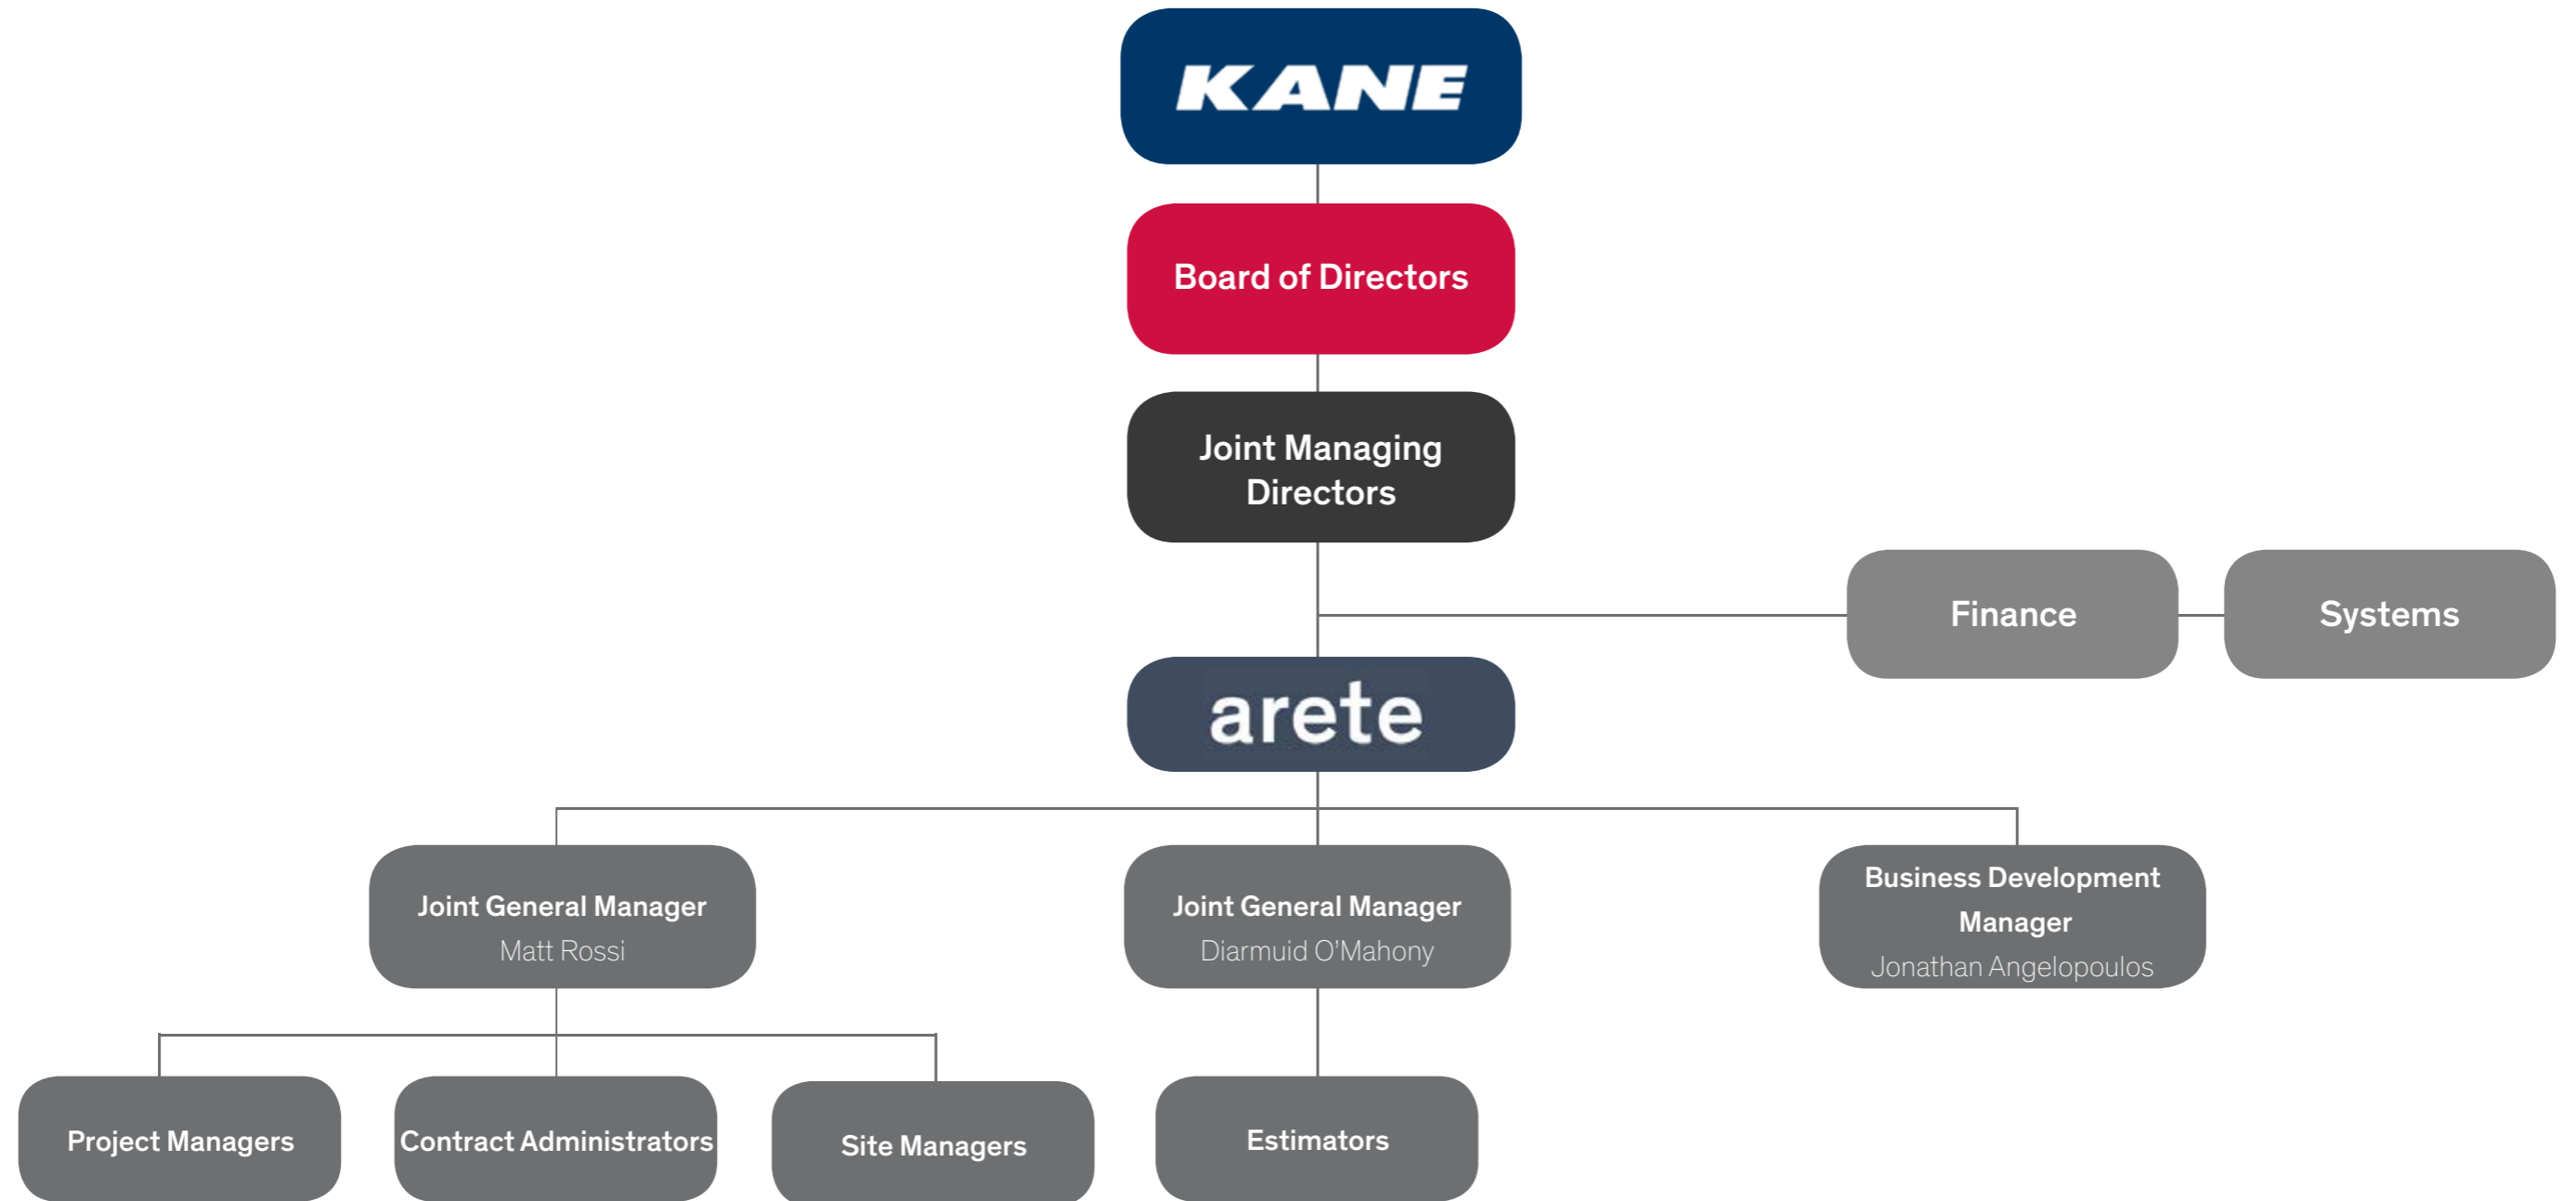 KANE
Board of Directors
Joint Managing
Directors
Finance
Systems
arete
Joint General Manager
Matt Rossi
Joint General Manager
Diarmuid O’Mahony
Business Development
Manager
Jonathan Angelopoulos
Project Managers
Contract Administrators
Site Managers
Estimators